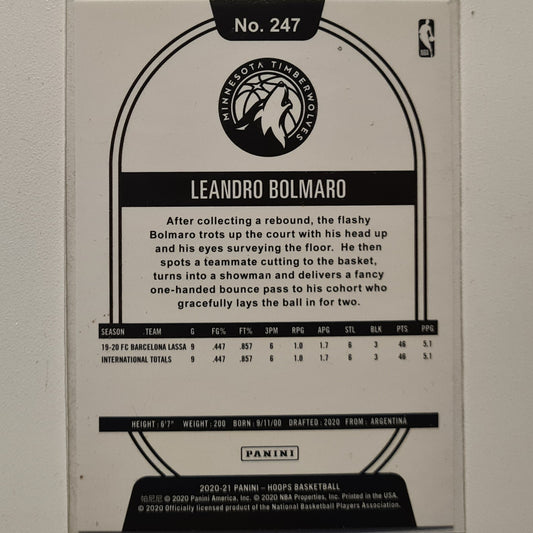 No. 247
MINNESOTA TIMBERWOLVES
LEANDRO BOLMARO
After collecting a rebound, the flashy
Bolmaro trots up the court with his head up
and his eyes surveying the floor. He then
spots a teammate cutting to the basket,
turns into a showman and delivers a fancy
one-handed bounce pass to his cohort who
gracefully lays the ball in for two.
SEASON TEAM G FG% FT% 3PM RPG APG STL BLK PTS PPG
19-20 FC BARCELONA LASSA 9 .447 .857 6 1.0 1.7 6 3 46 5.1
INTERNATIONAL TOTALS 9 .447 .857 6 1.0 1.7 6 3 46 5.1
HEIGHT: 6'7" WEIGHT: 200 BORN: 9/11/00 DRAFTED: 2020 FROM: ARGENTINA
PANINI
2020-21 PANINI – HOOPS BASKETBALL
帕尼尼 © 2020 Panini America, Inc. © 2020 NBA Properties, Inc. Printed in the USA.
© 2020 Officially licensed product of the National Basketball Players Association.